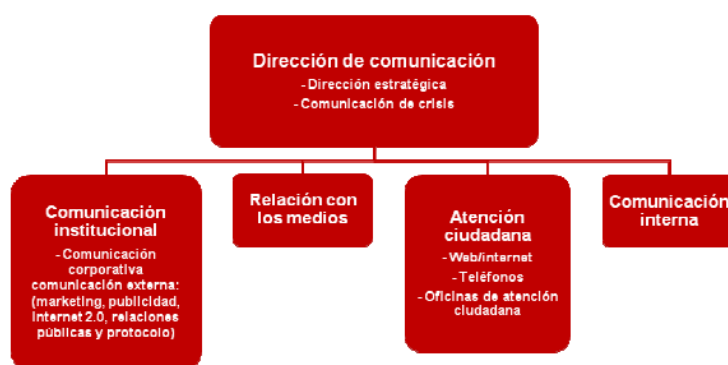 Dirección de comunicación
- Dirección estratégica
- Comunicación de crisis
Comunicación
institucional
- Comunicación
corporativa
comunicación externa:
(marketing, publicidad,
internet 2.0, relaciones
públicas y protocolo)
Relación con
los medios
Atención
ciudadana
- Web/internet
- Teléfonos
- Oficinas de atención
ciudadana
Comunicación
interna